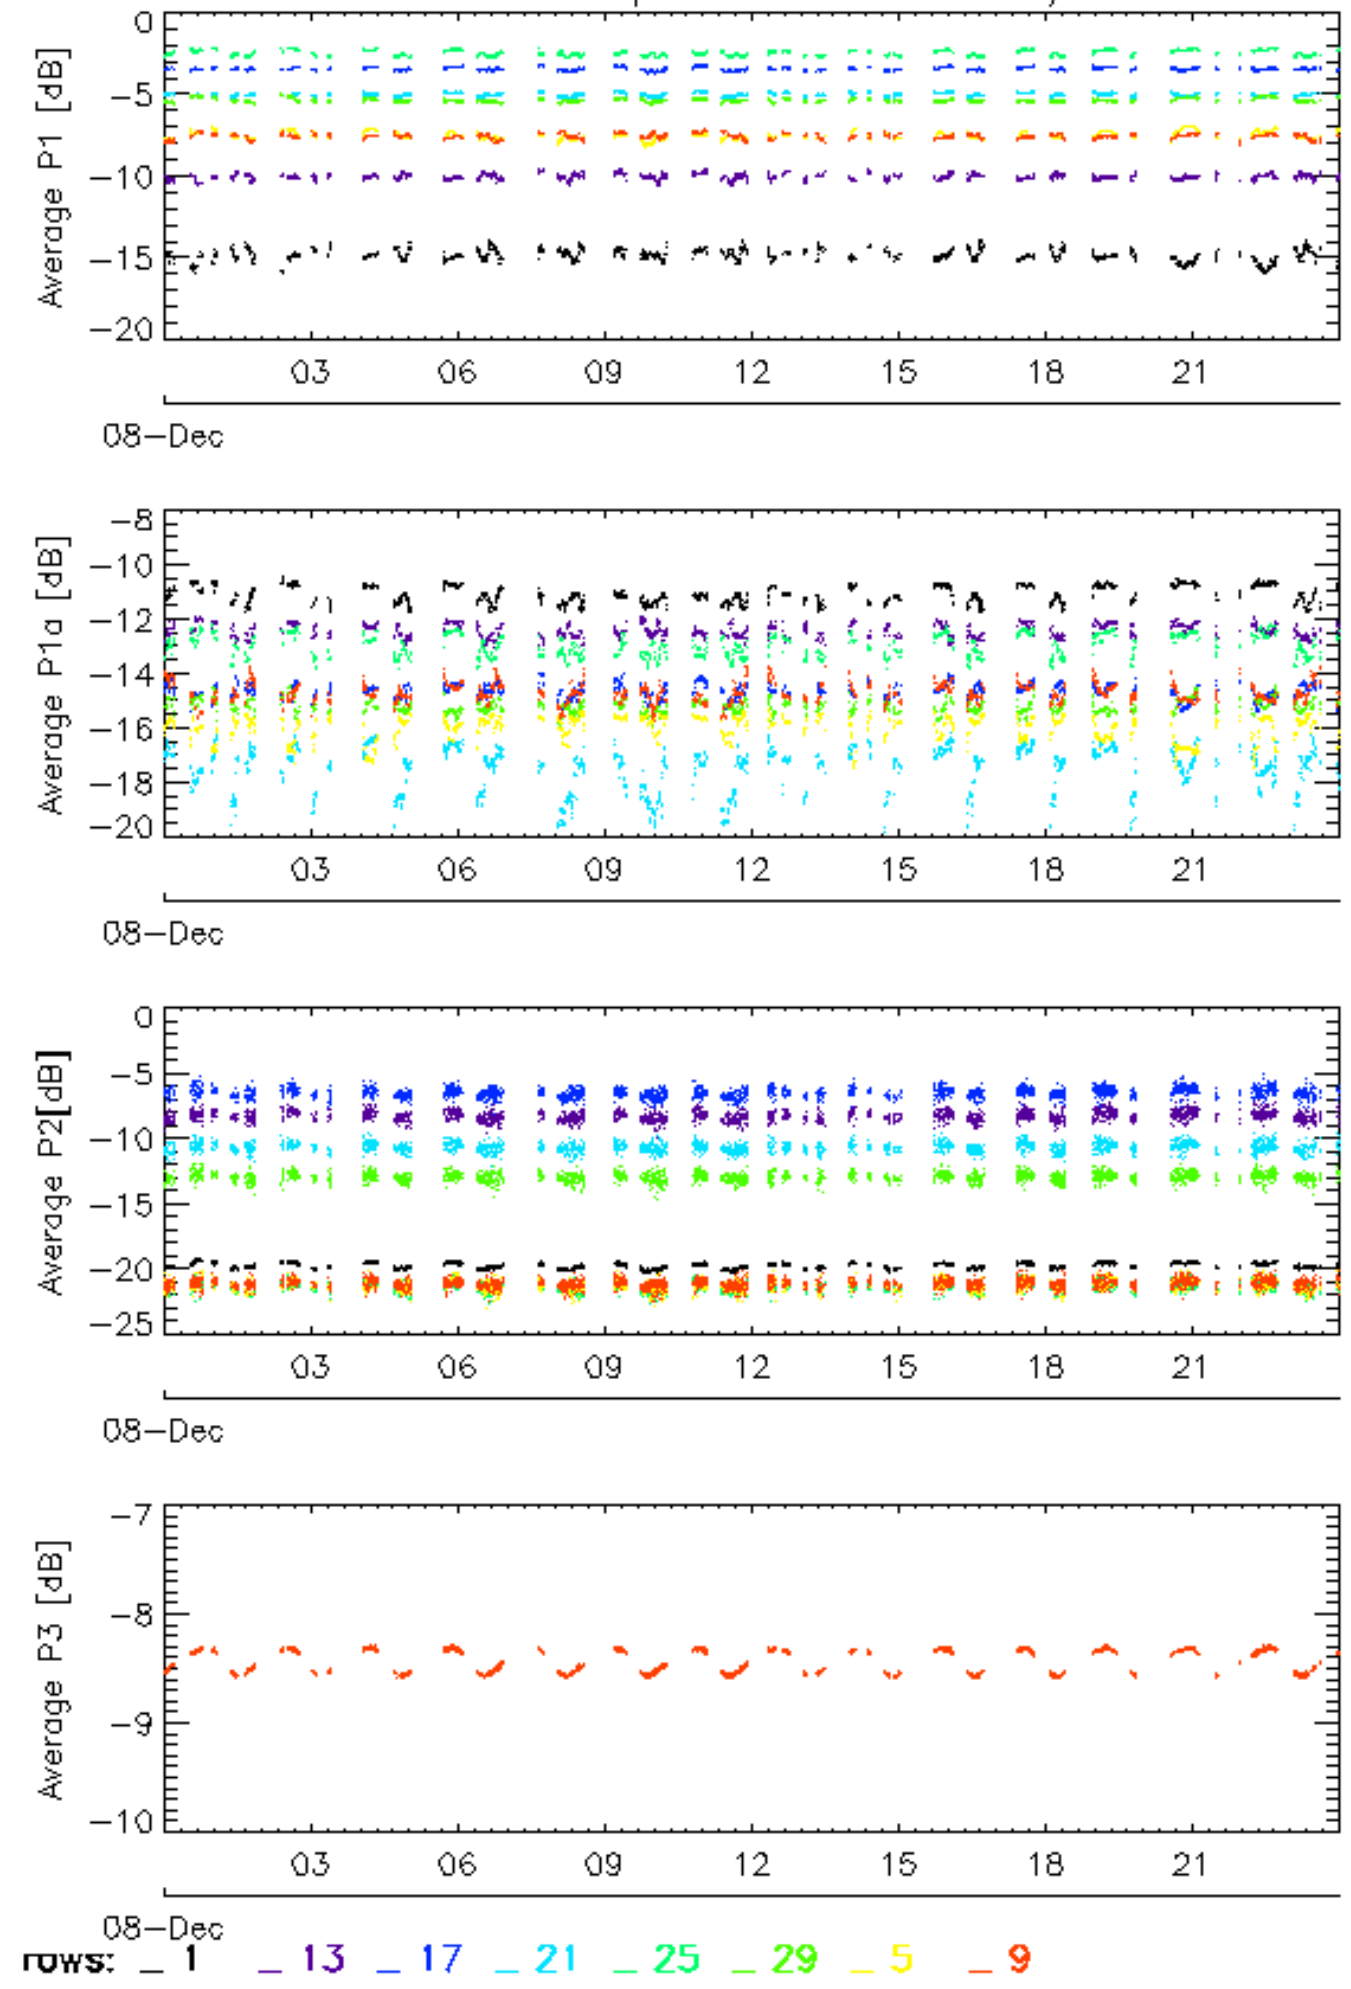 0
−5
−10
−15
−20
Average P1 [dB]
03 06 09 12 15 18 21
08−Dec
−8
−10
−12
−14
−16
−18
−20
Average P1a [dB]
03 06 09 12 15 18 21
08−Dec
0
−5
−10
−15
−20
−25
Average P2[dB]
03 06 09 12 15 18 21
08−Dec
−7
−8
−9
−10
Average P3 [dB]
03 06 09 12 15 18 21
08−Dec
rows: _ 1 _ 13 _ 17 _ 21 _ 25 _ 29 _ 5 _ 9